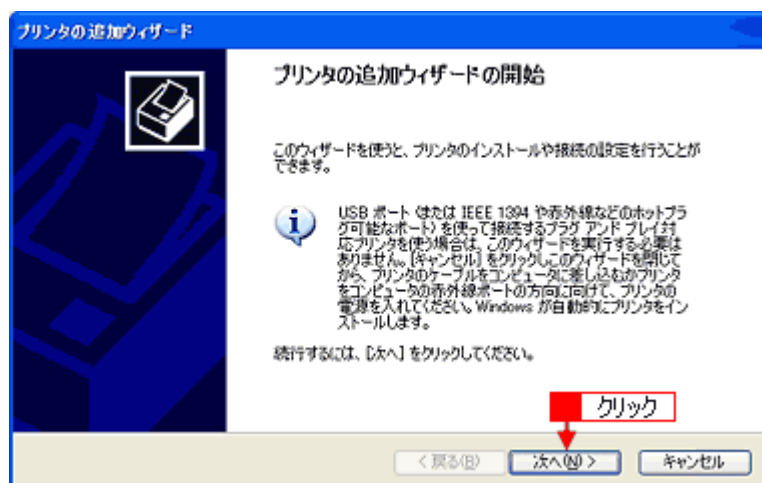 プリンタの追加ウィザード
プリンタの追加ウィザードの開始
このウィザードを使うと、プリンタのインストールや接続の設定を行うことが
できます。
USB ポート (または IEEE 1394 や赤外線などのホットプラ
グ可能なポート) を使って接続するプラグ アンド プレイ対
応プリンタを使う場合は、このウィザードを実行する必要は
ありません。[キャンセル] をクリックしこのウィザードを閉じて
から、プリンタのケーブルをコンピュータに差し込むかプリンタ
をコンピュータの赤外線ポートの方向に向けて、プリンタの
電源を入れてください。Windows が自動的にプリンタをイン
ストールします。
続行するには、[次へ] をクリックしてください。
クリック
< 戻る(B)
次へ(N) >
キャンセル